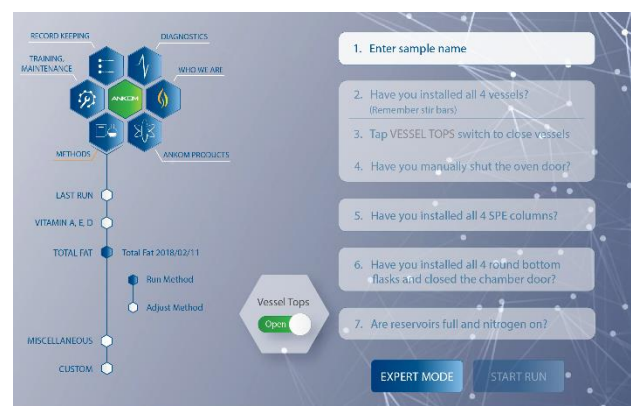 RECORD KEEPING
DIAGNOSTICS
TRAINING,
MAINTENANCE
WHO WE ARE
ANKOM
METHODS
ANKOM PRODUCTS
LAST RUN
VITAMIN A, E, D
TOTAL FAT
Total Fat 2018/02/11
Run Method
Adjust Method
MISCELLANEOUS
CUSTOM
Vessel Tops
Open
1. Enter sample name
2. Have you installed all 4 vessels?
(Remember stir bars)
3. Tap VESSEL TOPS switch to close vessels
4. Have you manually shut the oven door?
5. Have you installed all 4 SPE columns?
6. Have you installed all 4 round bottom
flasks and closed the chamber door?
7. Are reservoirs full and nitrogen on?
EXPERT MODE
START RUN